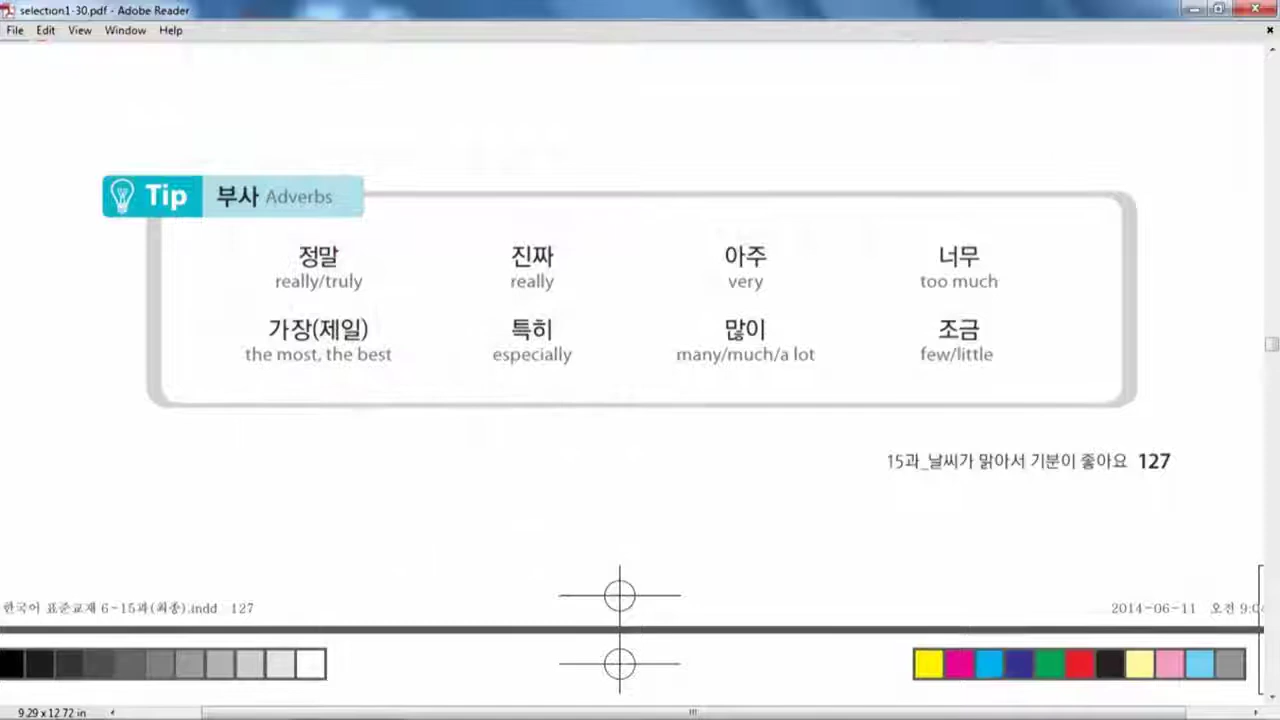 selection1-30.pdf - Adobe Reader
File Edit View Window Help
Tip 부사 Adverbs
정말 진짜 아주 너무
really/truly really very too much
가장(제일) 특히 많이 조금
the most, the best especially many/much/a lot few/little
15과_날씨가 맑아서 기분이 좋아요 127
한국어 표준교재 6-15과(최종).indd 127
2014-06-11 오전 9:0
9.29 x 12.72 in